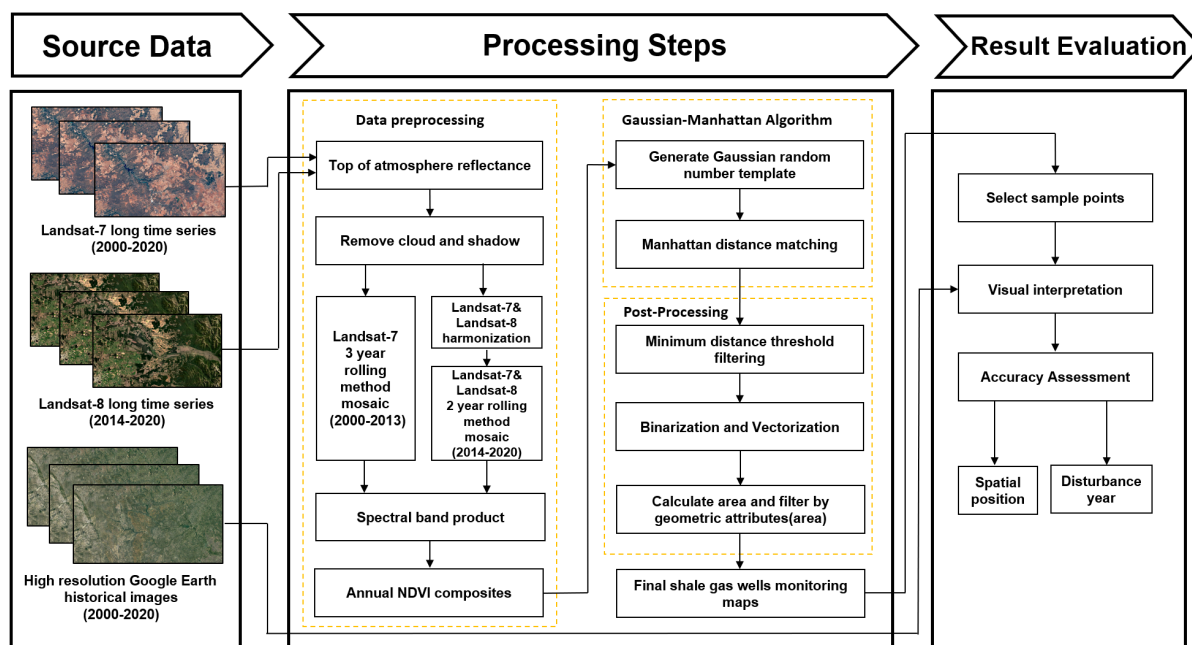 Source Data
Processing Steps
Result Evaluation
Landsat-7 long time series
(2000-2020)
Landsat-8 long time series
(2014-2020)
High resolution Google Earth
historical images
(2000-2020)
Data preprocessing
Top of atmosphere reflectance
Remove cloud and shadow
Landsat-7
3 year
rolling
method
mosaic
(2000-2013)
Landsat-7&
Landsat-8
harmonization
Landsat-7&
Landsat-8
2 year rolling
method
mosaic
(2014-2020)
Spectral band product
Annual NDVI composites
Gaussian-Manhattan Algorithm
Generate Gaussian random
number template
Manhattan distance matching
Post-Processing
Minimum distance threshold
filtering
Binarization and Vectorization
Calculate area and filter by
geometric attributes(area)
Final shale gas wells monitoring
maps
Select sample points
Visual interpretation
Accuracy Assessment
Spatial
position
Disturbance
year